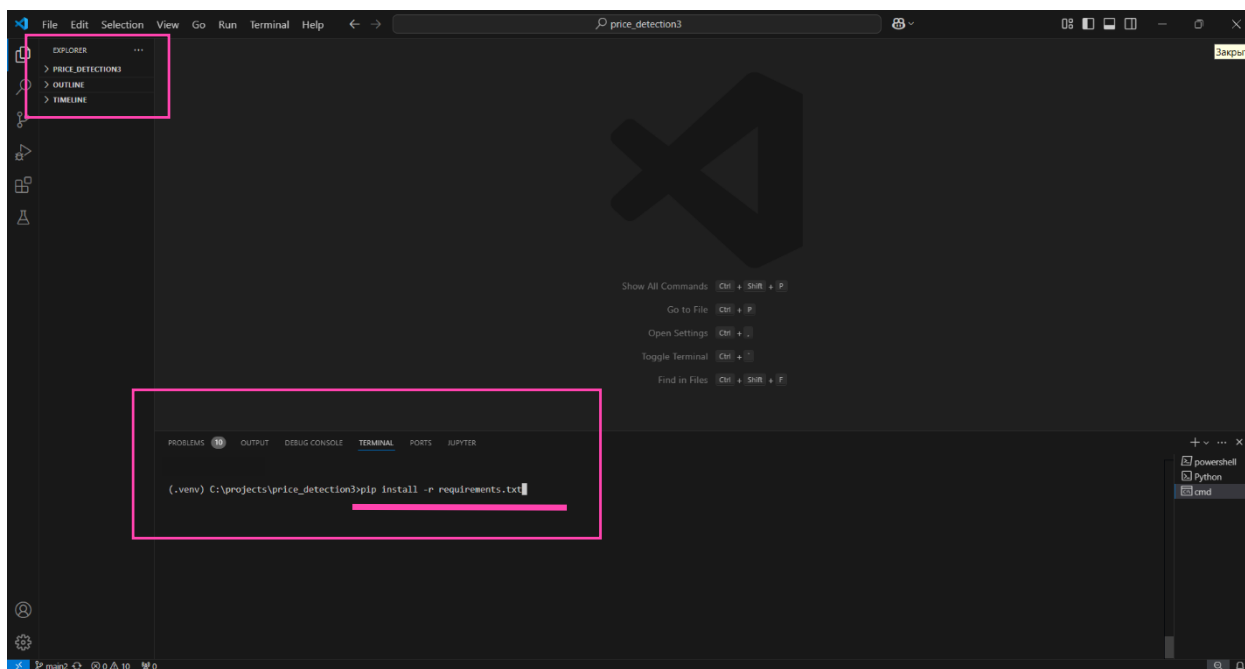 File Edit Selection View Go Run Terminal Help
price_detection3
Закры
EXPLORER
PRICE_DETECTION3
OUTLINE
TIMELINE
Show All Commands Ctrl + Shift + P
Go to File Ctrl + P
Open Settings Ctrl + ,
Toggle Terminal Ctrl + `
Find in Files Ctrl + Shift + F
PROBLEMS 10 OUTPUT DEBUG CONSOLE TERMINAL PORTS JUPYTER
powershell
Python
cmd
(.venv) C:\projects\price_detection3>pip install -r requirements.txt
main2 0 10 0